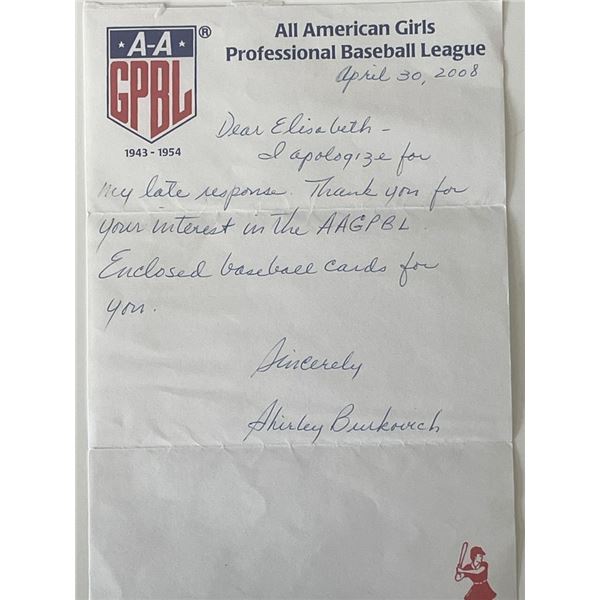 A-A
GPBL
®
1943 - 1954
All American Girls
Professional Baseball League
April 30, 2008
Dear Elisabeth -
I apologize for
my late response. Thank you for
your interest in the AAGPBL.
Enclosed baseball cards for
you.
Sincerely
Shirley Burkovich